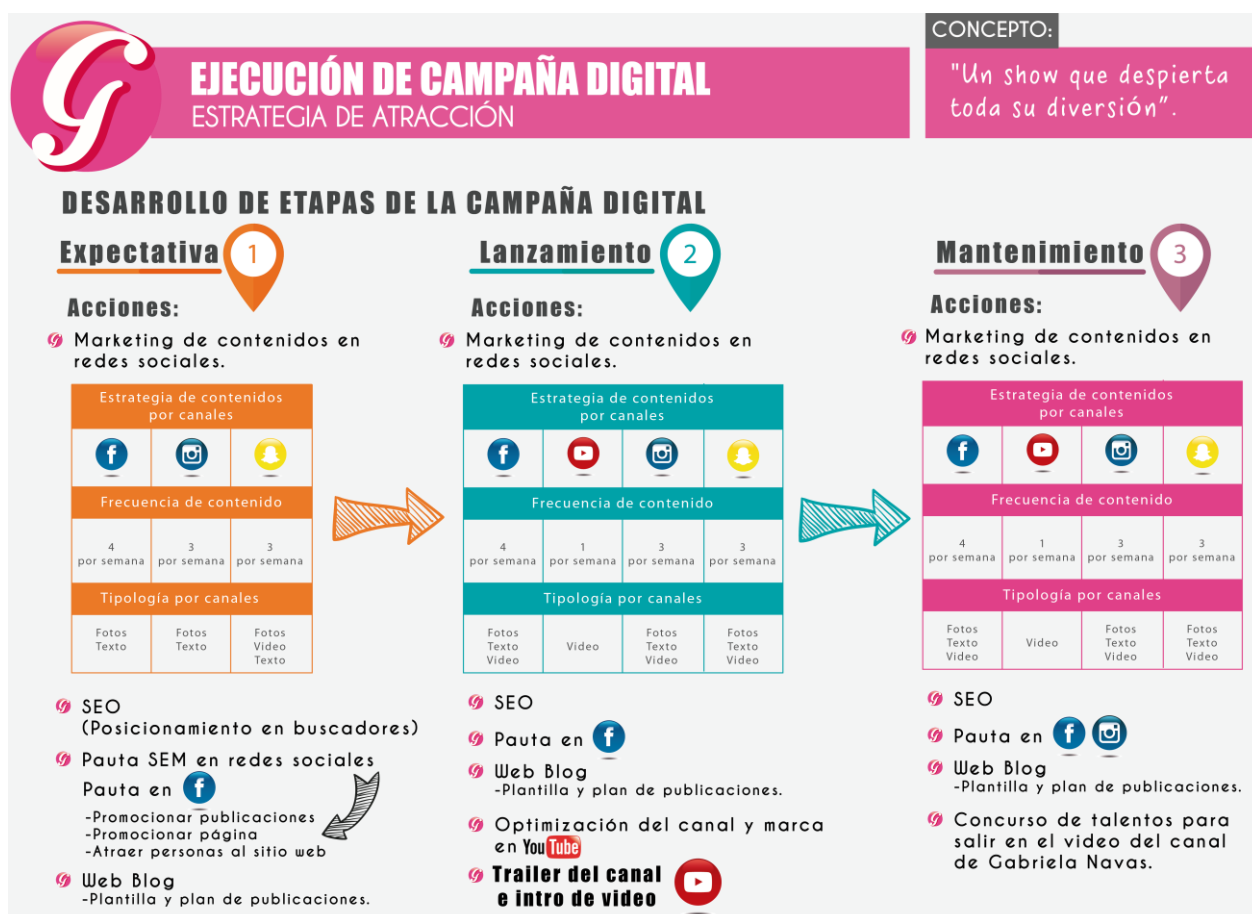 CONCEPTO:
"Un show que despierta
toda su diversión".
EJECUCIÓN DE CAMPAÑA DIGITAL
ESTRATEGIA DE ATRACCIÓN
DESARROLLO DE ETAPAS DE LA CAMPAÑA DIGITAL
Expectativa 1
Acciones:
Marketing de contenidos en
redes sociales.
Estrategia de contenidos
por canales
Frecuencia de contenido
4 por semana 3 por semana 3 por semana
Tipología por canales
Fotos Fotos Fotos
Texto Texto Video
Texto
SEO
(Posicionamiento en buscadores)
Pauta SEM en redes sociales
Pauta en f
-Promocionar publicaciones
-Promocionar página
-Atraer personas al sitio web
Web Blog
-Plantilla y plan de publicaciones.
Lanzamiento 2
Acciones:
Marketing de contenidos en
redes sociales.
Estrategia de contenidos
por canales
Frecuencia de contenido
4 por semana 1 por semana 3 por semana 3 por semana
Tipología por canales
Fotos Fotos Fotos
Texto Video Texto Texto
Video Video Video
SEO
Pauta en f
Web Blog
-Plantilla y plan de publicaciones.
Optimización del canal y marca
en YouTube
Trailer del canal
e intro de video
Mantenimiento 3
Acciones:
Marketing de contenidos en
redes sociales.
Estrategia de contenidos
por canales
Frecuencia de contenido
4 por semana 1 por semana 3 por semana 3 por semana
Tipología por canales
Fotos Fotos Fotos
Texto Video Texto Texto
Video Video Video
SEO
Pauta en f
Web Blog
-Plantilla y plan de publicaciones.
Concurso de talentos para
salir en el video del canal
de Gabriela Navas.